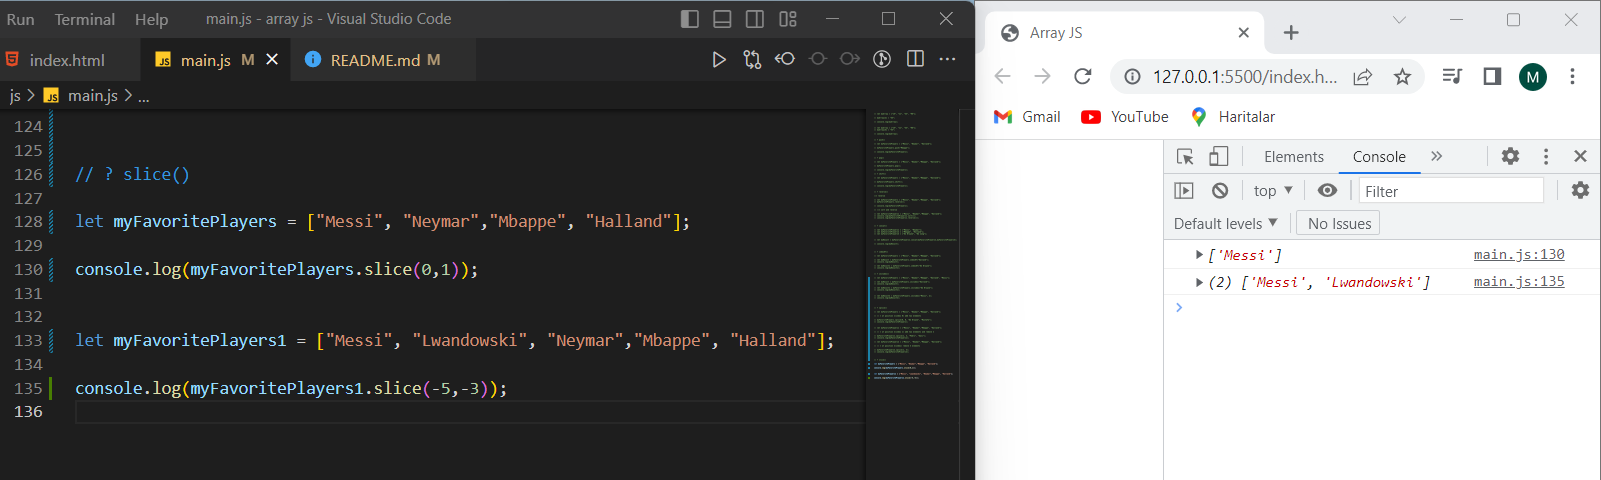 Run Terminal Help main.js - array js - Visual Studio Code
index.html JS main.js M README.md M
js > JS main.js > ...
124
125
126 // ? slice()
127
128 let myFavoritePlayers = ["Messi", "Neymar","Mbappe", "Halland"];
129
130 console.log(myFavoritePlayers.slice(0,1));
131
132
133 let myFavoritePlayers1 = ["Messi", "Lwandowski", "Neymar","Mbappe", "Halland"];
134
135 console.log(myFavoritePlayers1.slice(-5,-3));
136
Array JS
127.0.0.1:5500/index.h... M
Gmail YouTube Haritalar
Elements Console
top Filter
Default levels No Issues
['Messi'] main.js:130
(2) ['Messi', 'Lwandowski'] main.js:135